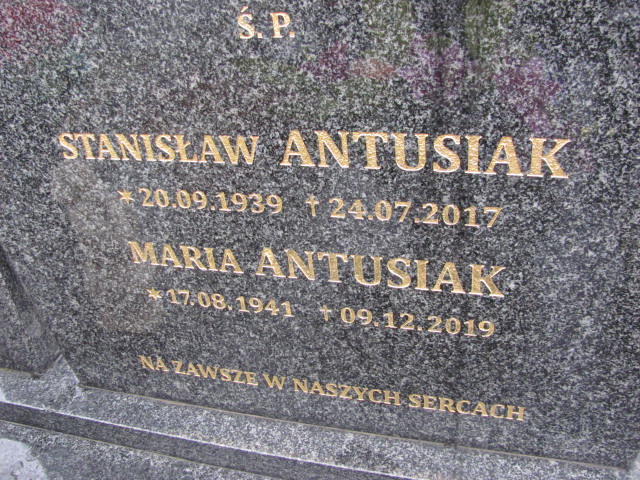 Ś. P.
STANISŁAW ANTUSIAK
* 20.09.1939 † 24.07.2017
MARIA ANTUSIAK
* 17.08.1941 † 09.12.2019
NA ZAWSZE W NASZYCH SERCACH